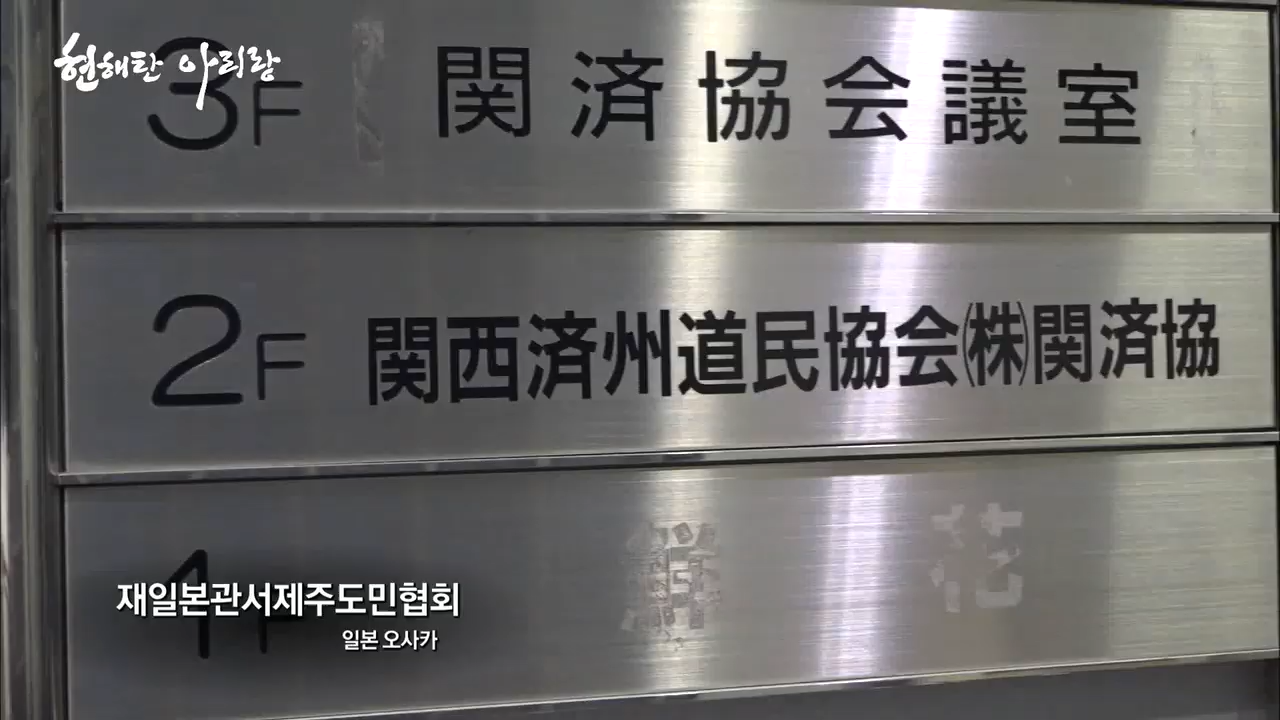 현해탄 아리랑
3F 関済協会議室
2F 関西済州道民協会㈱関済協
1F
재일본관서제주도민협회
일본 오사카